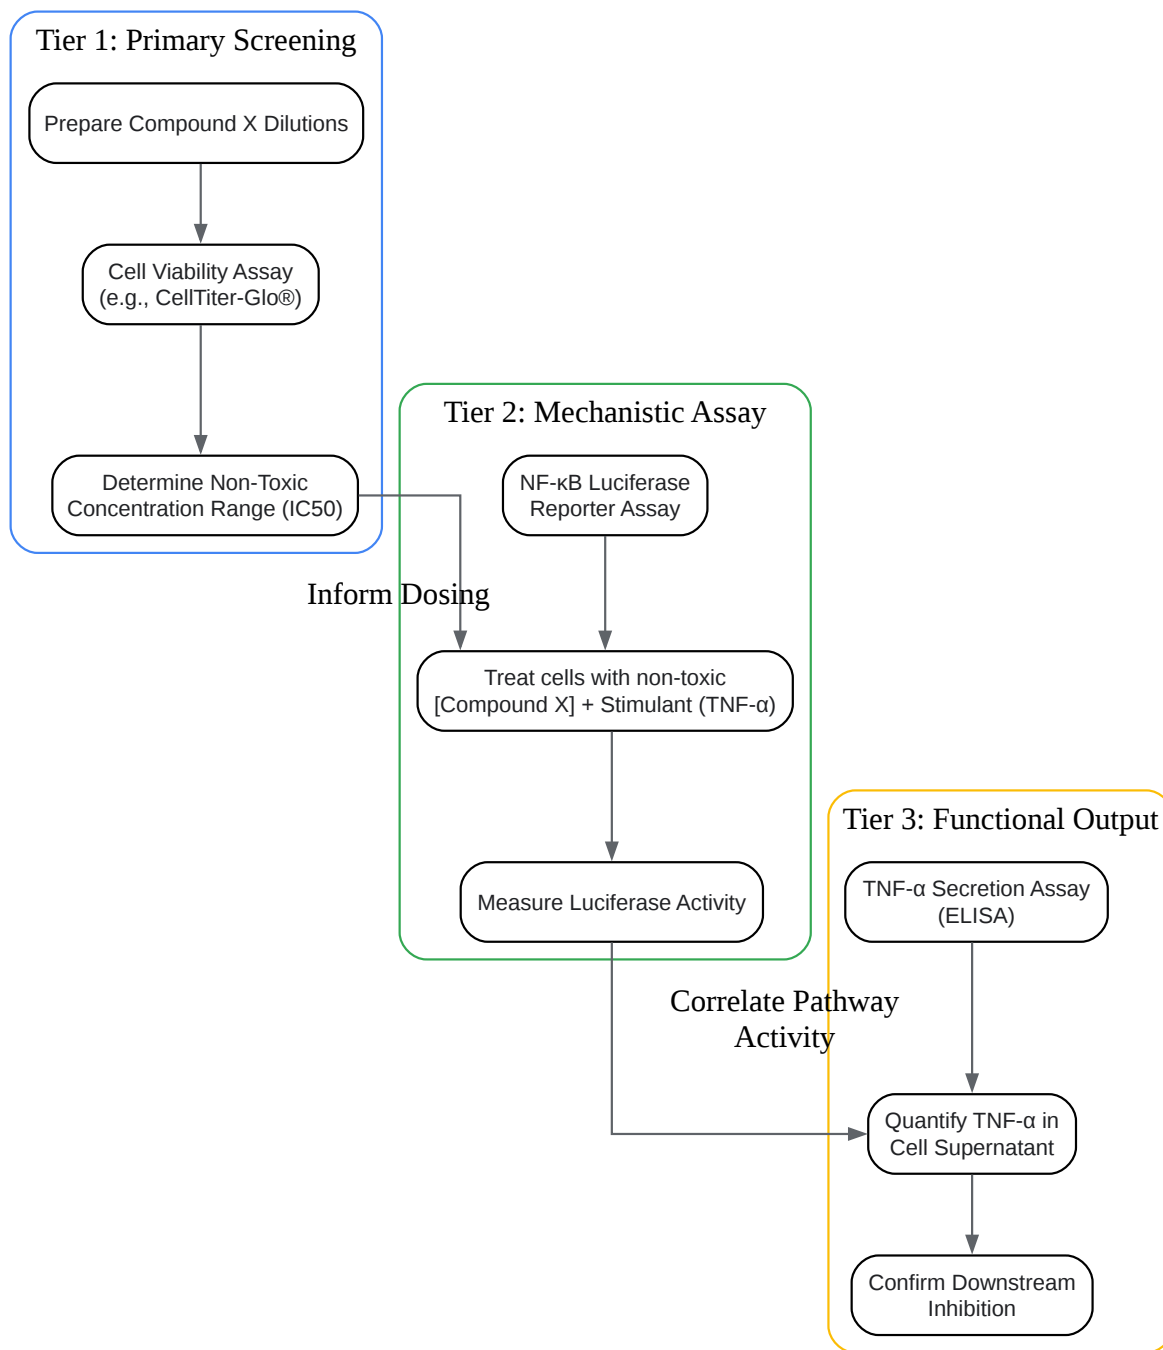 Tier 1: Primary Screening
Prepare Compound X Dilutions
Cell Viability Assay
(e.g., CellTiter-Glo®)
Determine Non-Toxic
Concentration Range (IC50)
Inform Dosing
Tier 2: Mechanistic Assay
NF-κB Luciferase
Reporter Assay
Treat cells with non-toxic
[Compound X] + Stimulant (TNF-α)
Measure Luciferase Activity
Correlate Pathway
Activity
Tier 3: Functional Output
TNF-α Secretion Assay
(ELISA)
Quantify TNF-α in
Cell Supernatant
Confirm Downstream
Inhibition